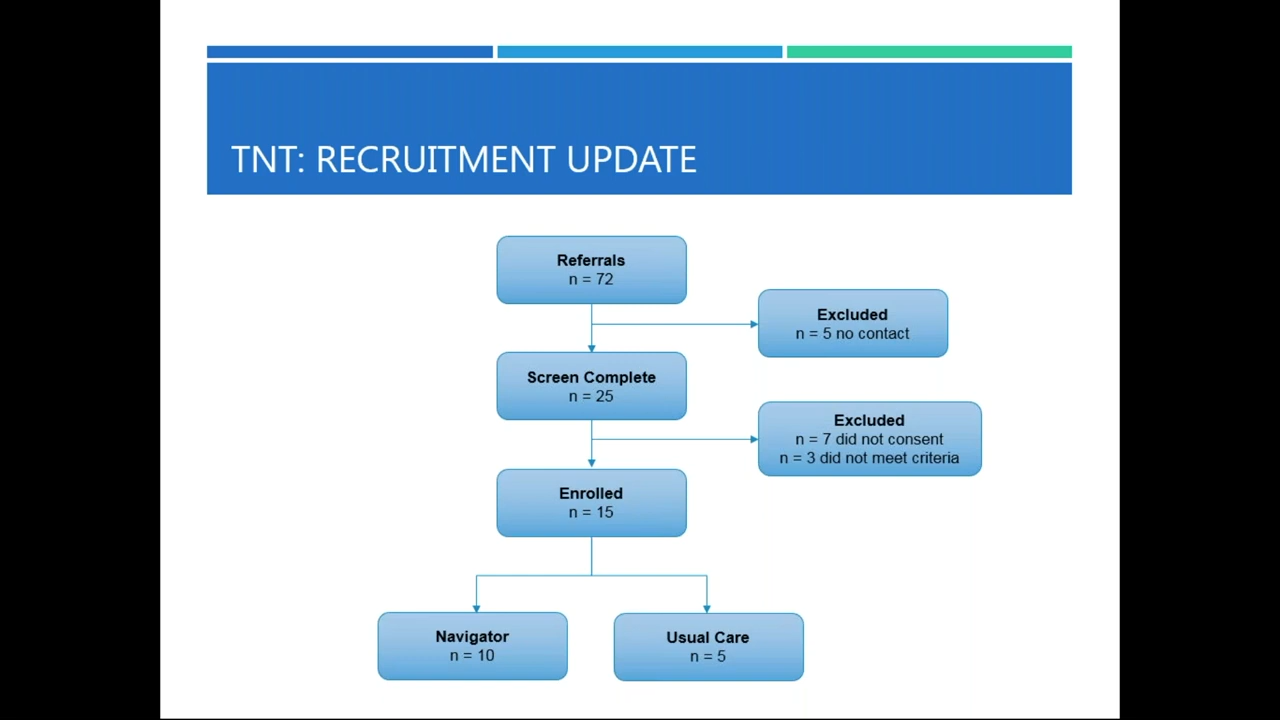 TNT: RECRUITMENT UPDATE
Referrals
n = 72
Excluded
n = 5 no contact
Screen Complete
n = 25
Excluded
n = 7 did not consent
n = 3 did not meet criteria
Enrolled
n = 15
Navigator
n = 10
Usual Care
n = 5